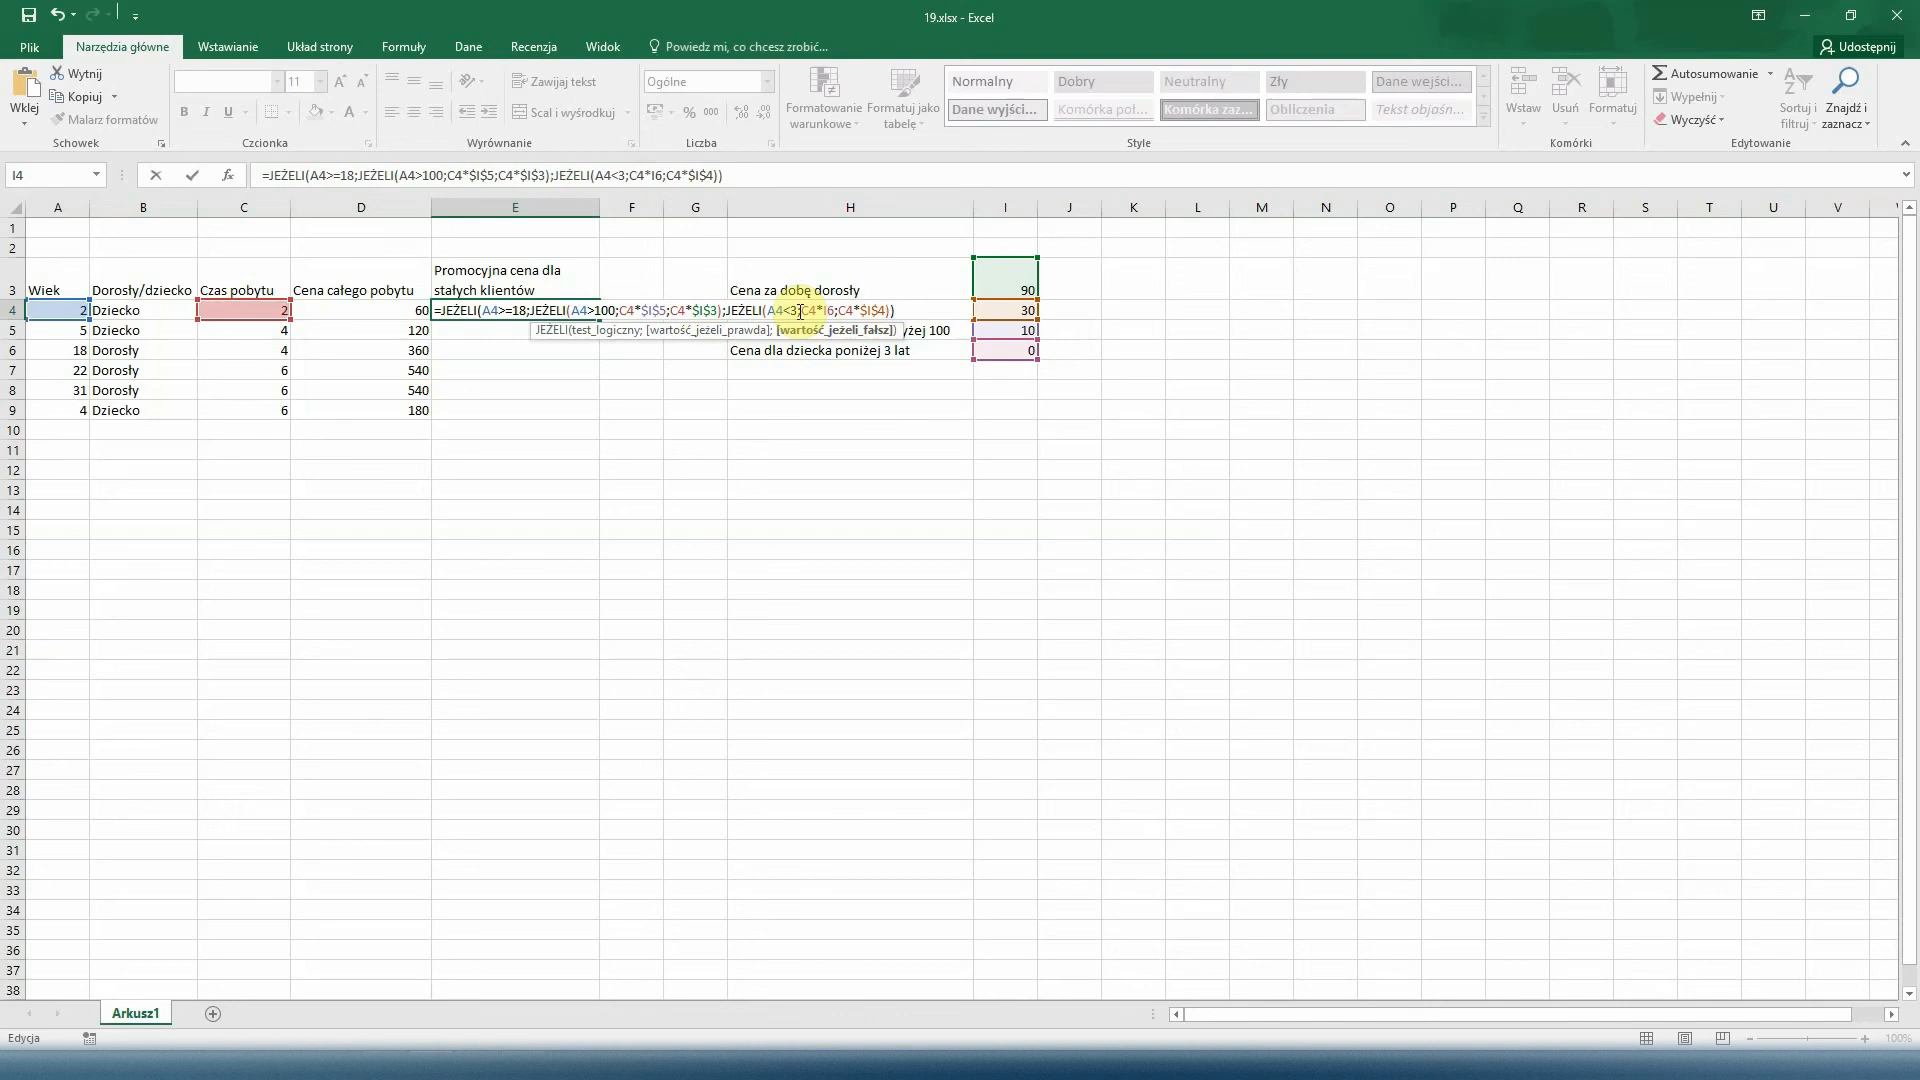 19.xlsx - Excel
Plik Narzędzia główne Wstawianie Układ strony Formuły Dane Recenzja Widok Powiedz mi, co chcesz zrobić... Udostępnij
Wklej Wytnij Kopiuj Malarz formatów
Schowek
11
Czcionka
Zawijaj tekst
Scal i wyśrodkuj
Wyrównanie
Ogólne
% 000
Liczba
Formatowanie warunkowe
Formatuj jako tabelę
Normalny Dobry Neutralny Zły Dane wejści...
Dane wyjści... Komórka poł... Komórka zaz... Obliczenia Tekst objaśn...
Style
Wstaw Usuń Formatuj
Komórki
Autosumowanie
Wypełnij
Wyczyść
Sortuj i filtruj
Znajdź i zaznacz
Edytowanie
I4 fx =JEŻELI(A4>=18;JEŻELI(A4>100;C4*$I$5;C4*$I$3);JEŻELI(A4<3;C4*I6;C4*$I$4))
A B C D E F G H I J K L M N O P Q R S T U V
1
2
3 Wiek Dorosły/dziecko Czas pobytu Cena całego pobytu Promocyjna cena dla stałych klientów Cena za dobę dorosły 90
4 2 Dziecko 2 60 =JEŻELI(A4>=18;JEŻELI(A4>100;C4*$I$5;C4*$I$3);JEŻELI(A4<3;C4*I6;C4*$I$4)) 30
5 5 Dziecko 4 120 JEŻELI(test_logiczny; [wartość_jeżeli_prawda]; [wartość_jeżeli_fałsz]) yżej 100 10
6 18 Dorosły 4 360 Cena dla dziecka poniżej 3 lat 0
7 22 Dorosły 6 540
8 31 Dorosły 6 540
9 4 Dziecko 6 180
10
11
12
13
14
15
16
17
18
19
20
21
22
23
24
25
26
27
28
29
30
31
32
33
34
35
36
37
38
Arkusz1
Edycja 100%